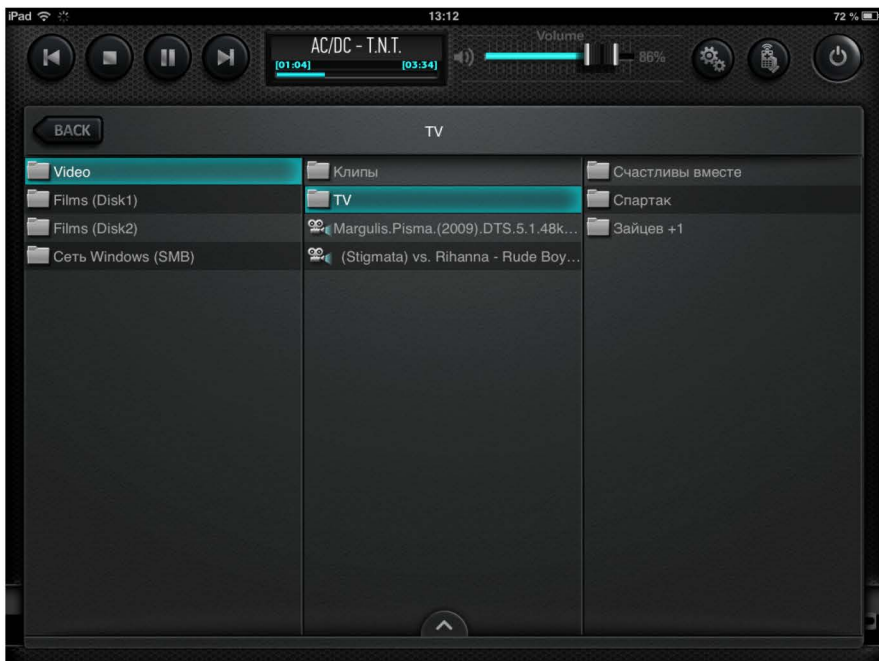 iPad 13:12 72 %
AC/DC - T.N.T.
[01:04] [03:34]
Volume
86%
BACK
TV
Video
Films (Disk1)
Films (Disk2)
Сеть Windows (SMB)
Клипы
TV
Margulis.Pisma.(2009).DTS.5.1.48k...
(Stigmata) vs. Rihanna - Rude Boy...
Счастливы вместе
Спартак
Зайцев +1